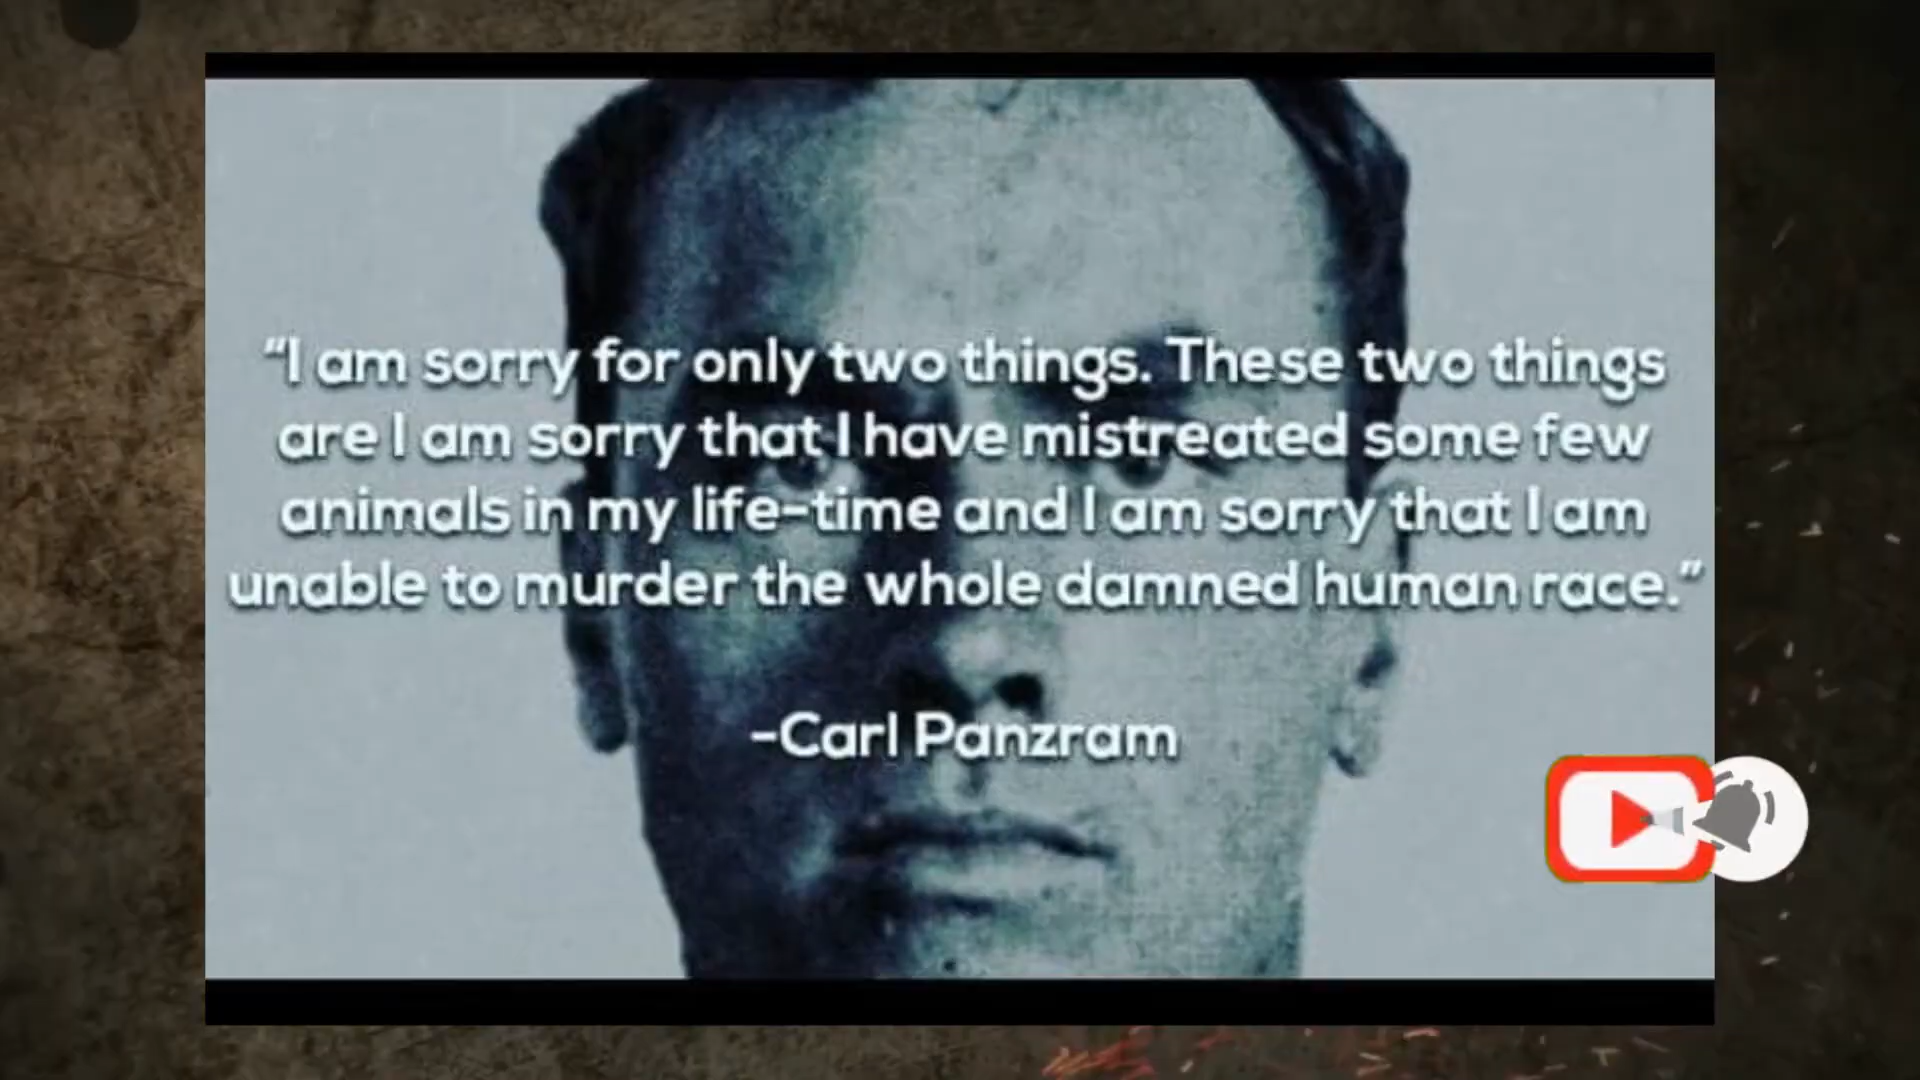 “I am sorry for only two things. These two things
are I am sorry that I have mistreated some few
animals in my life-time and I am sorry that I am
unable to murder the whole damned human race.”
-Carl Panzram